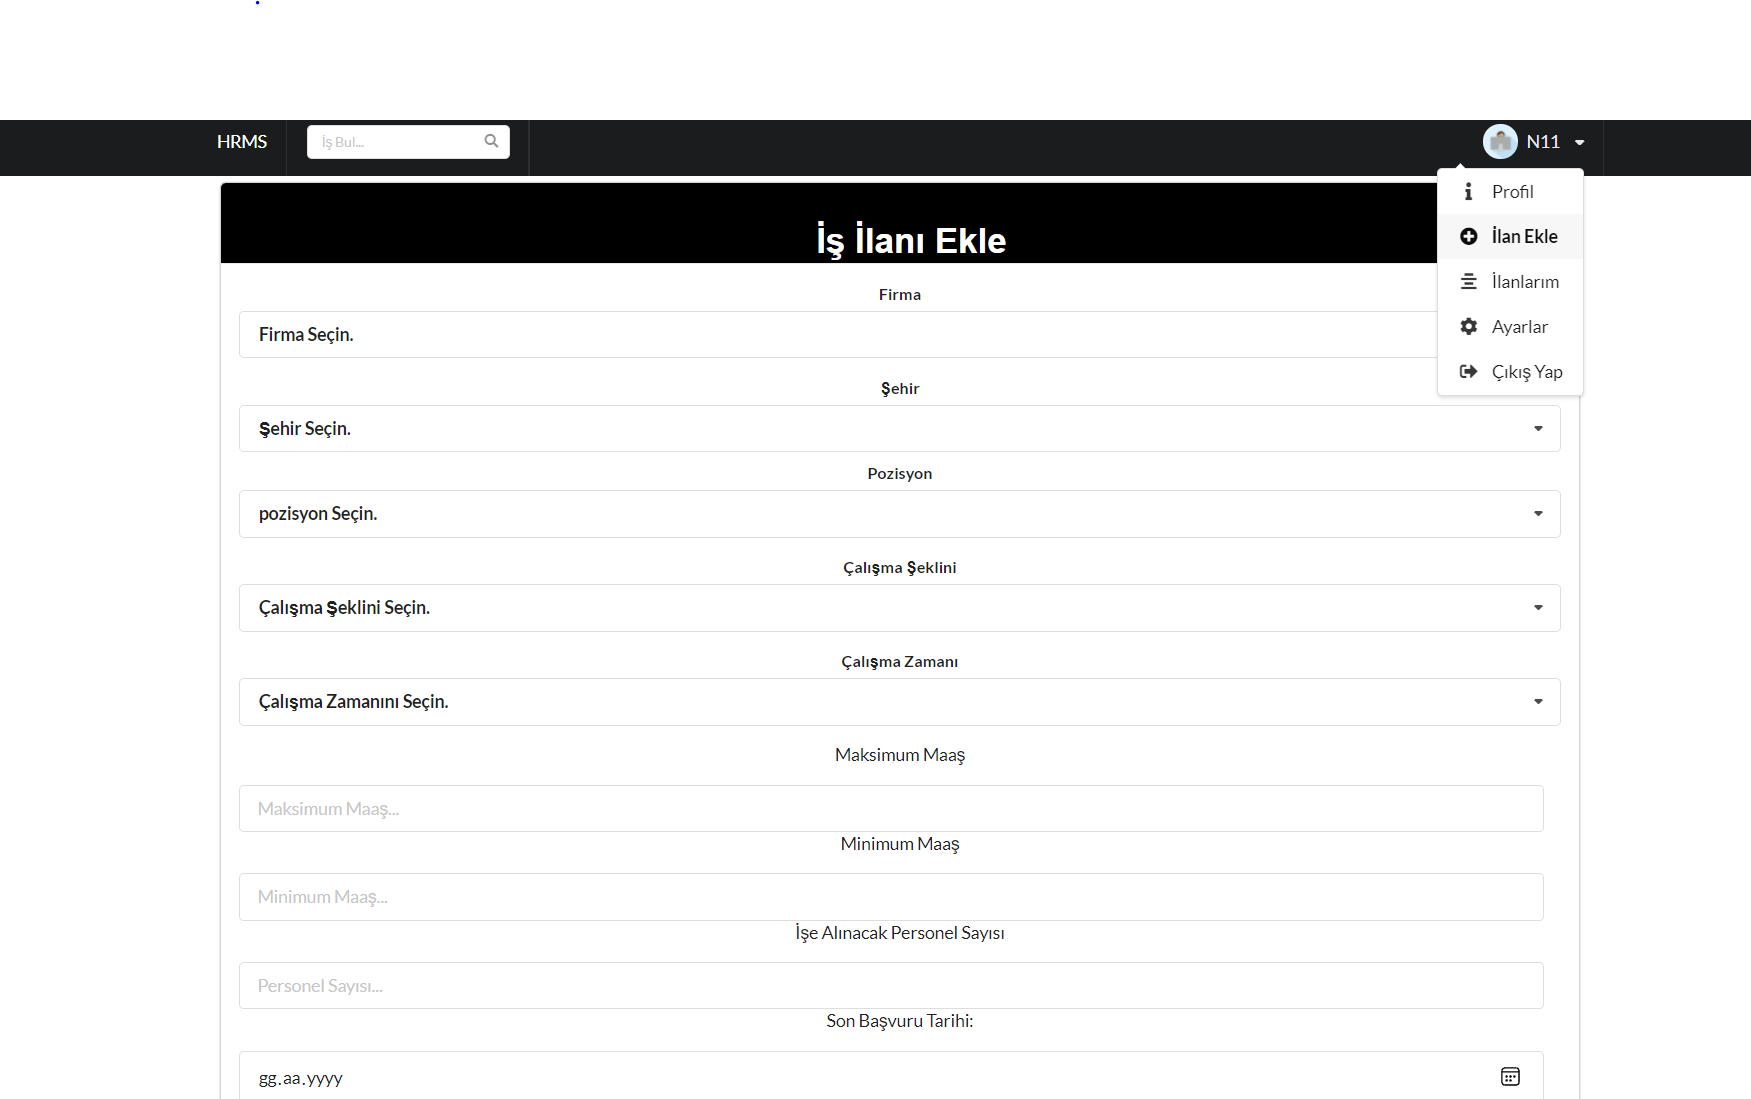 HRMS
İş Bul...
N11
Profil
İlan Ekle
İlanlarım
Ayarlar
Çıkış Yap
İş İlanı Ekle
Firma
Firma Seçin.
Şehir
Şehir Seçin.
Pozisyon
pozisyon Seçin.
Çalışma Şeklini
Çalışma Şeklini Seçin.
Çalışma Zamanı
Çalışma Zamanını Seçin.
Maksimum Maaş
Maksimum Maaş...
Minimum Maaş
Minimum Maaş...
İşe Alınacak Personel Sayısı
Personel Sayısı...
Son Başvuru Tarihi:
gg.aa.yyyy